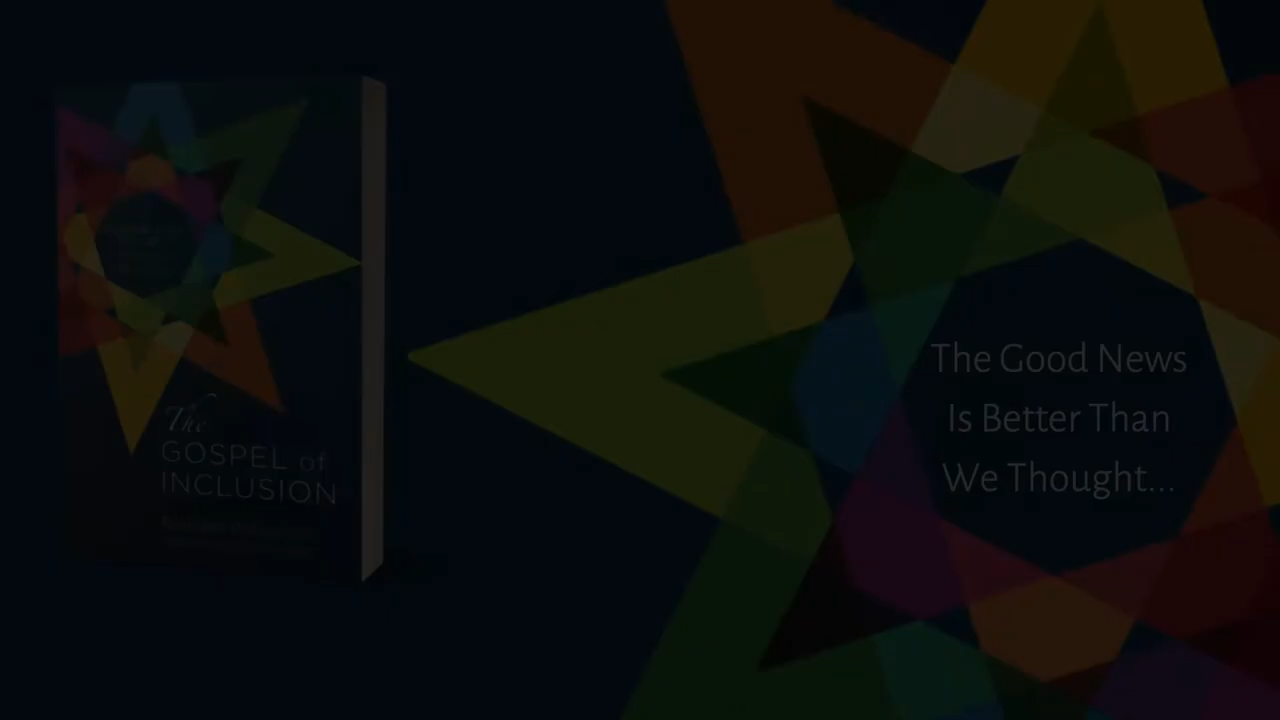 The
GOSPEL of
INCLUSION
The Good News
Is Better Than
We Thought...